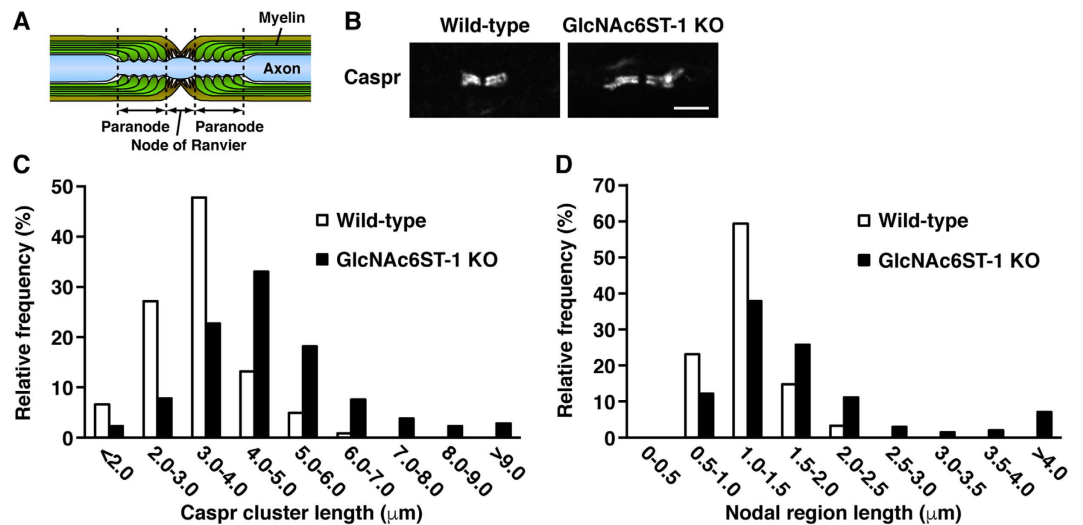 A
Myelin
Axon
Paranode
Paranode
Node of Ranvier
B
Wild-type
GlcNAc6ST-1 KO
Caspr
C
Relative frequency (%)
50
40
30
20
10
0
Wild-type
GlcNAc6ST-1 KO
<2.0
2.0-3.0
3.0-4.0
4.0-5.0
5.0-6.0
6.0-7.0
7.0-8.0
8.0-9.0
>9.0
Caspr cluster length (μm)
D
Relative frequency (%)
70
60
50
40
30
20
10
0
Wild-type
GlcNAc6ST-1 KO
0-0.5
0.5-1.0
1.0-1.5
1.5-2.0
2.0-2.5
2.5-3.0
3.0-3.5
3.5-4.0
>4.0
Nodal region length (μm)